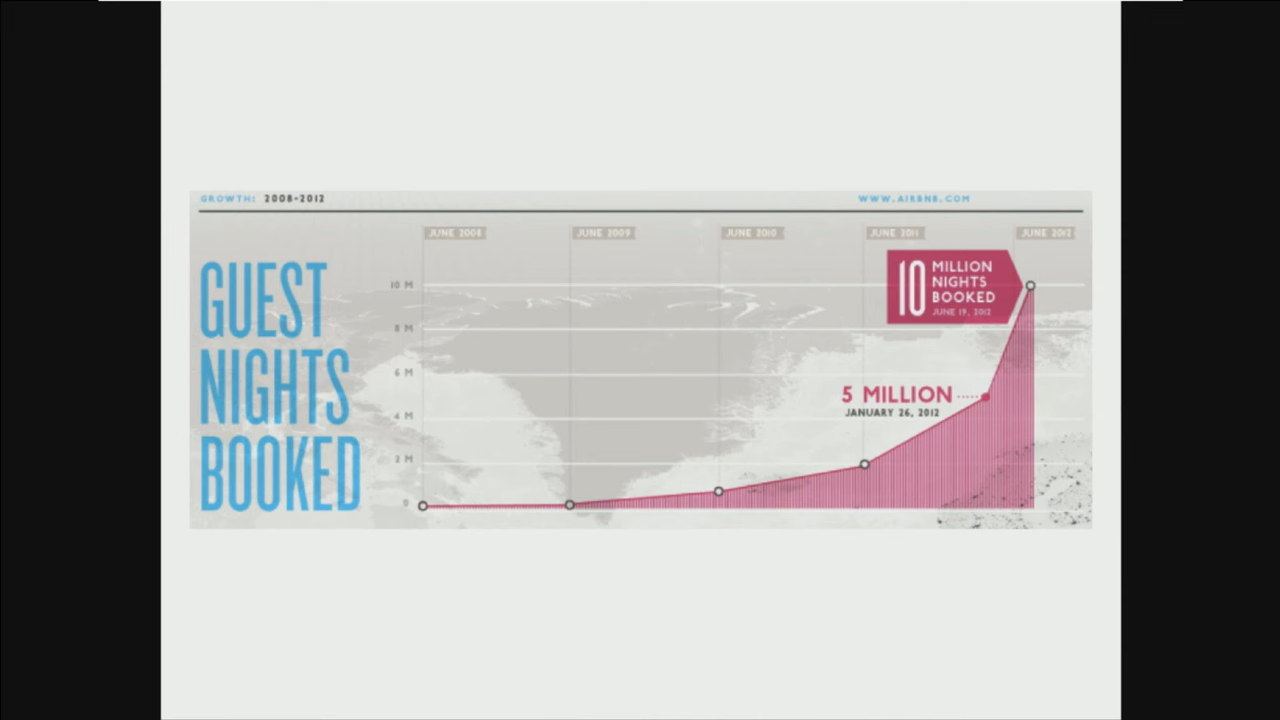 GROWTH: 2008-2012
WWW.AIRBNB.COM
JUNE 2008
JUNE 2009
JUNE 2010
JUNE 2011
JUNE 2012
GUEST
NIGHTS
BOOKED
10 M
8 M
6 M
4 M
2 M
0
10 MILLION
NIGHTS
BOOKED
JUNE 19, 2012
5 MILLION
JANUARY 26, 2012